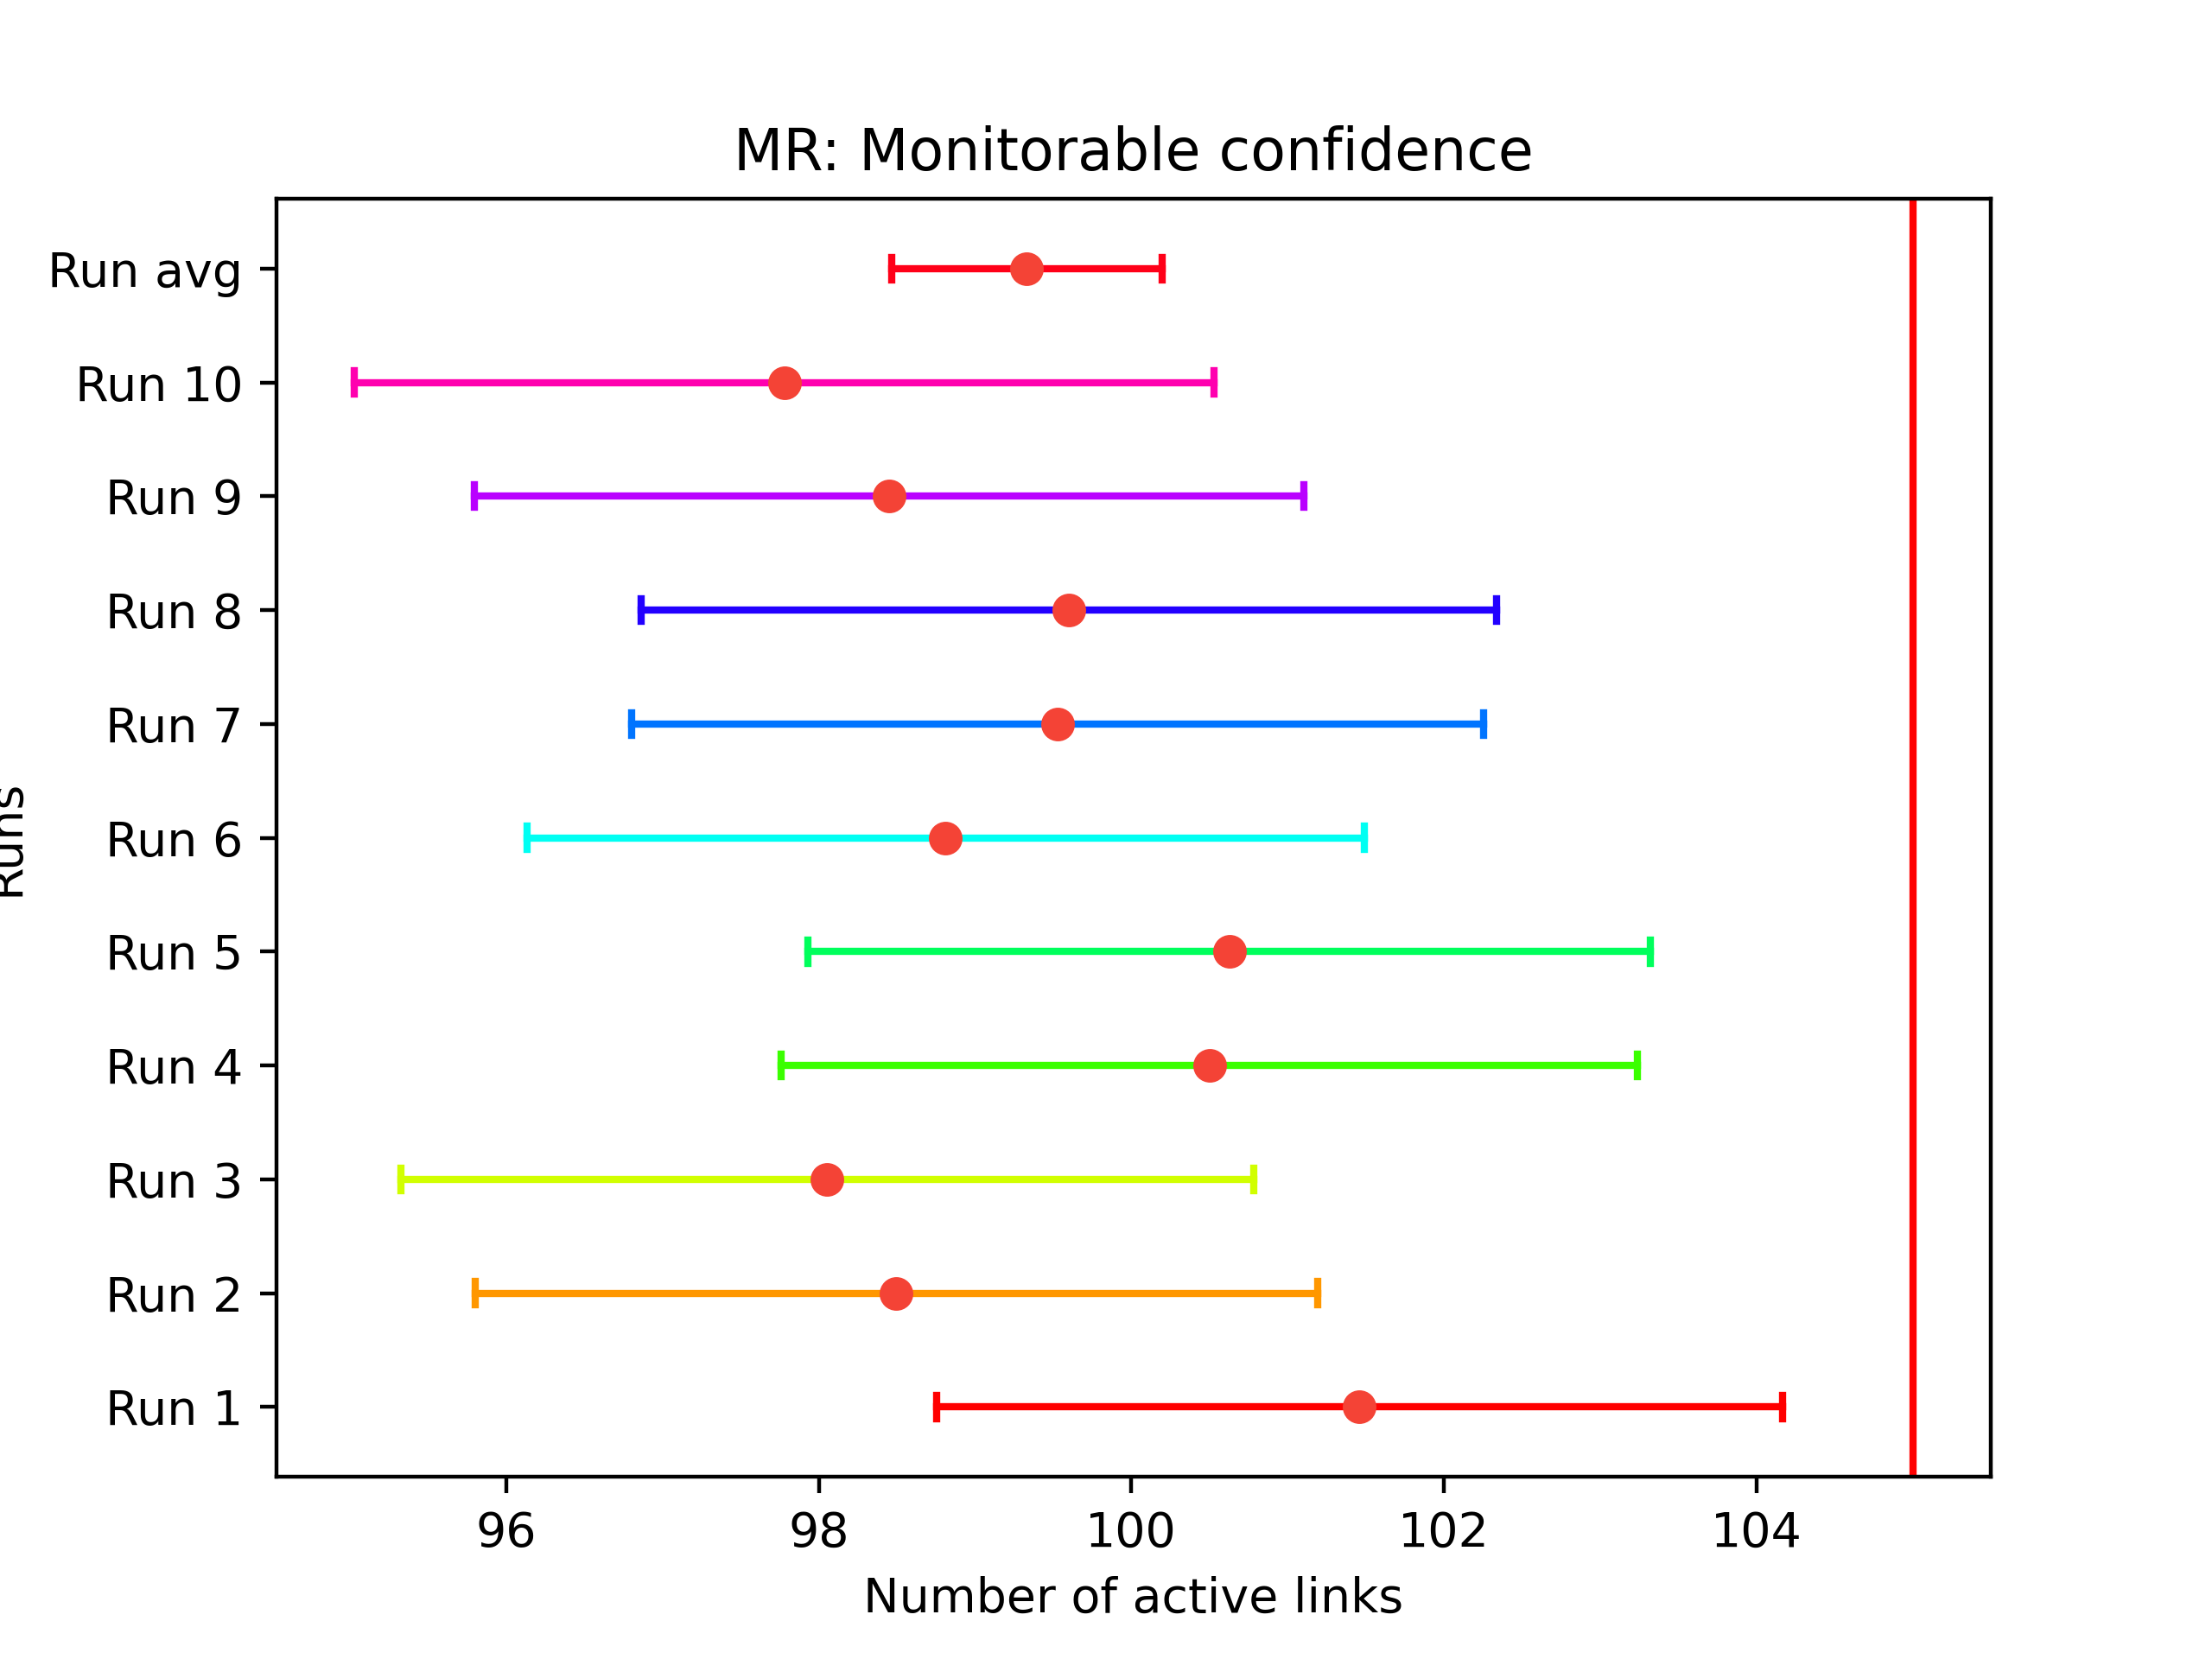 MR: Monitorable confidence
Run avg
Run 10
Run 9
Run 8
Run 7
Run 6
Runs
Run 5
Run 4
Run 3
Run 2
Run 1
96 98 100 102 104
Number of active links